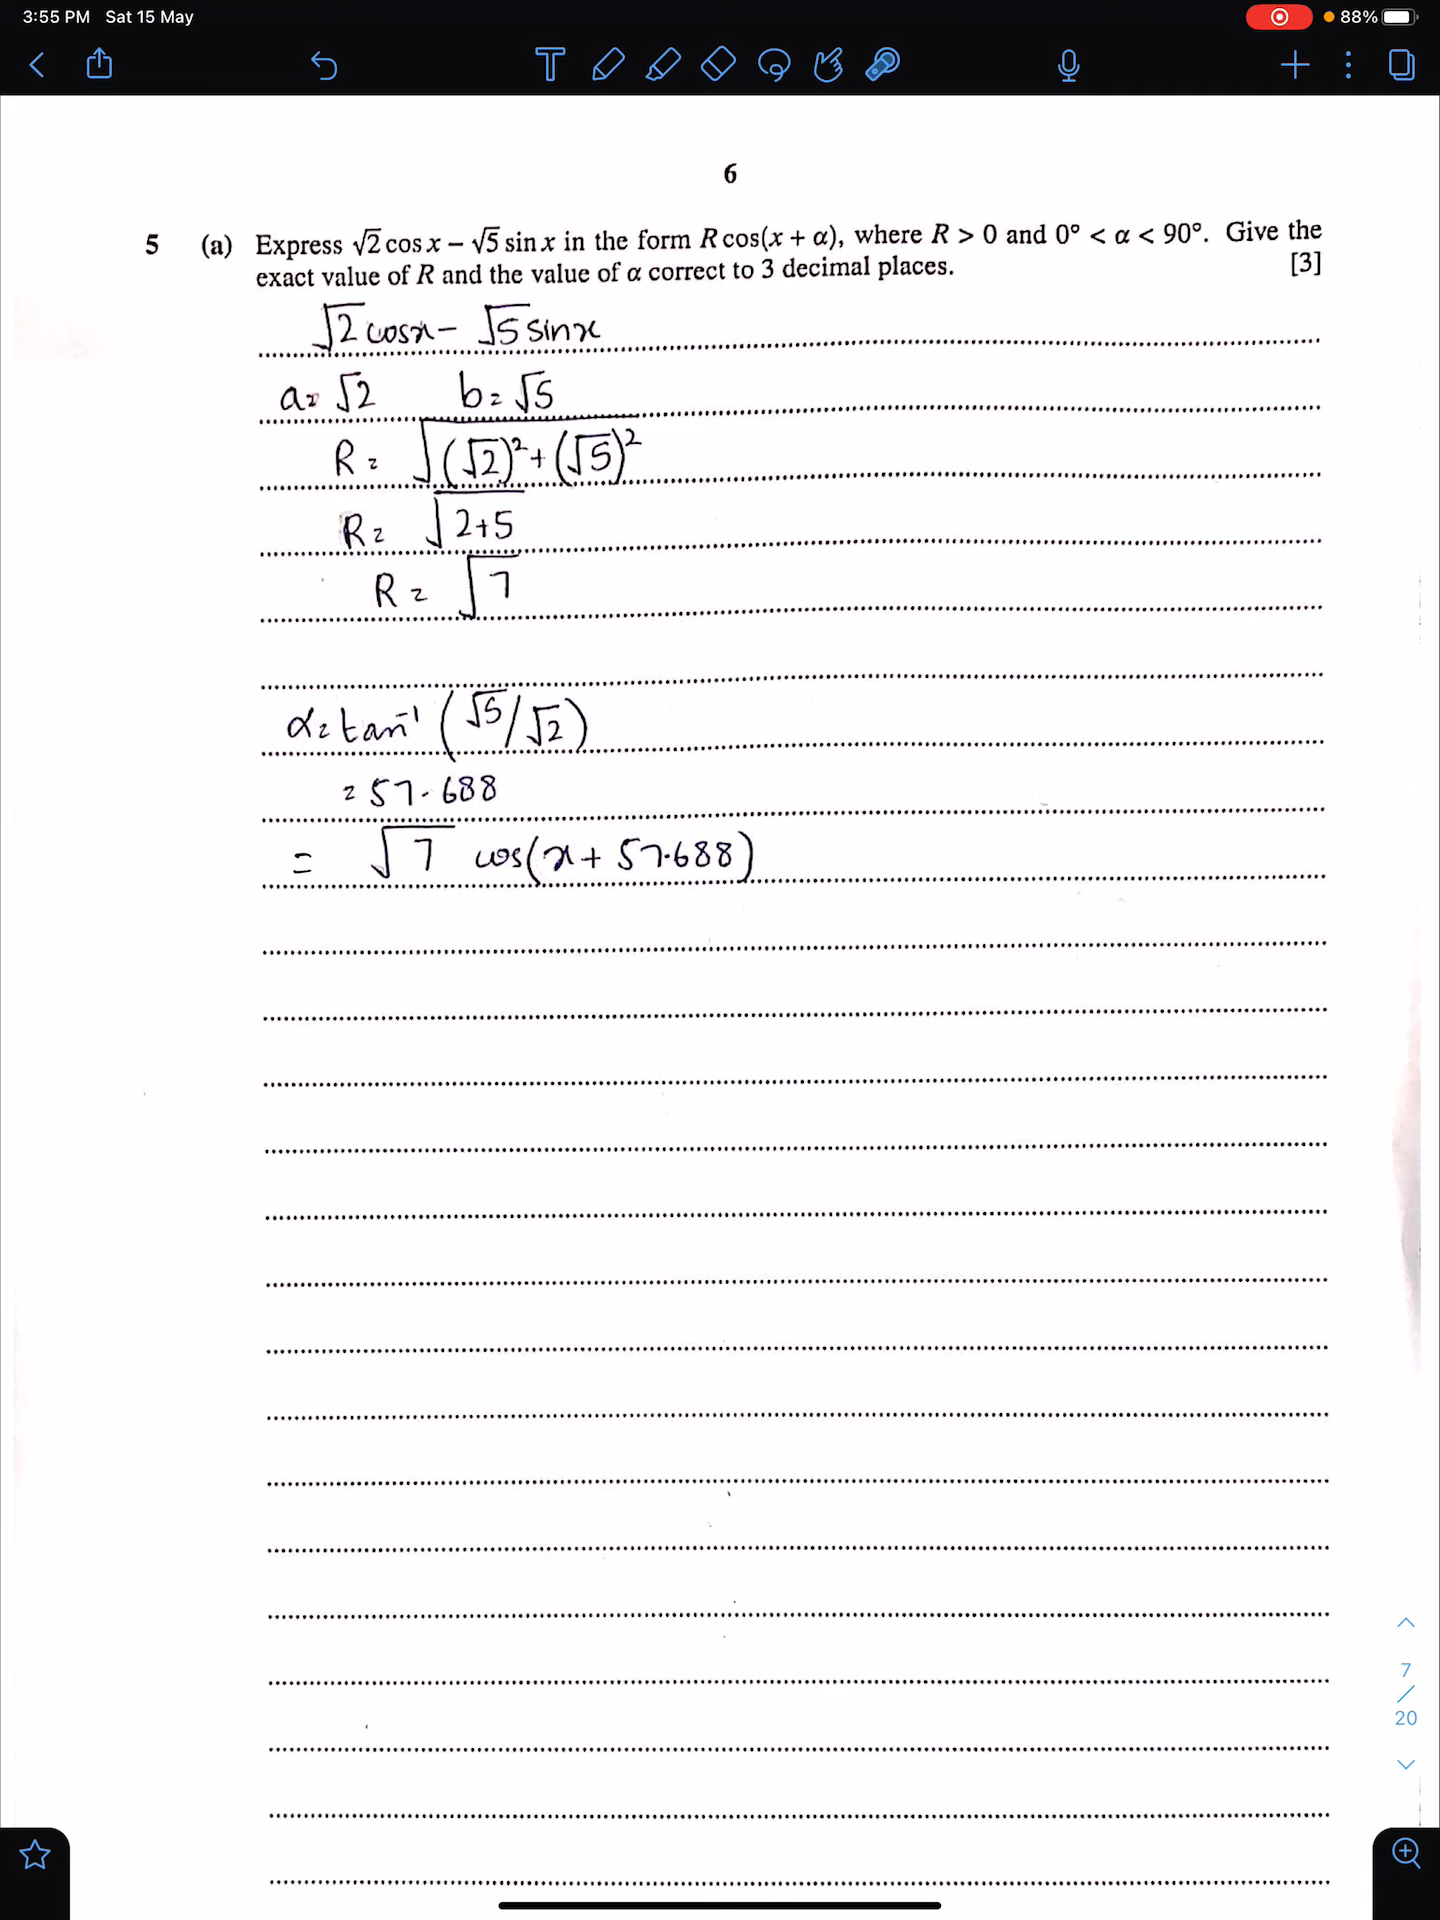 3:55 PM Sat 15 May
88%
6
5 (a) Express √2 cos x − √5 sin x in the form R cos(x + α), where R > 0 and 0° < α < 90°. Give the
exact value of R and the value of α correct to 3 decimal places. [3]
√2 cosx − √5 sinx
a = √2 b = √5
R = √((√2)² + (√5)²)
R = √(2+5)
R = √7
α = tan⁻¹ (√5/√2)
= 57.688
= √7 cos(x + 57.688)
7
/
20